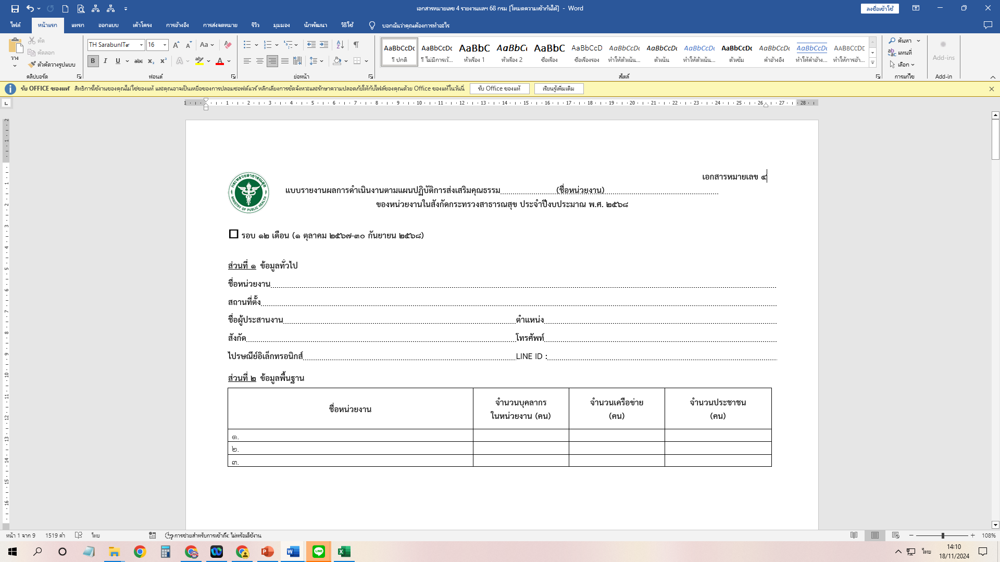 เอกสารหมายเลข 4 รายงานผลฯ 68 กรม [โหมดความเข้ากันได้] - Word
ลงชื่อเข้าใช้
ไฟล์ หน้าแรก แทรก ออกแบบ เค้าโครง การอ้างอิง การส่งจดหมาย รีวิว มุมมอง นักพัฒนา วิธีใช้ บอกฉันว่าคุณต้องการทำอะไร
วาง
ตัด
คัดลอก
ตัวคัดวางรูปแบบ
คลิปบอร์ด
TH SarabunIT๙ 16
ฟอนต์
ย่อหน้า
AaBbCcDc AaBbCcDc AaBbC AaBbCc AaBbC AaBbCcD AaBbCcDc AaBbCcDc AaBbCcDc AaBbCcDc AaBbCcDc AaBbCcDc AABBCCDE
¶ ปกติ ¶ ไม่มีการเว้... หัวเรื่อง 1 หัวเรื่อง 2 ชื่อเรื่อง ชื่อเรื่องรอง ทำให้ตัวเน้น... ตัวเน้น ทำให้ตัวเน้น... ตัวเข้ม คำอ้างอิง ทำให้คำอ้าง... ทำให้การอ้า...
สไตล์
ค้นหา
แทนที่
เลือก
การแก้ไข
Add-ins
Add-in
รับ OFFICE ของแท้ สิทธิการใช้งานของคุณไม่ใช่ของแท้ และคุณอาจเป็นเหยื่อของการปลอมซอฟต์แวร์ หลีกเลี่ยงการขัดจังหวะและรักษาความปลอดภัยให้กับไฟล์ของคุณด้วย Office ของแท้ในวันนี้ รับ Office ของแท้ เรียนรู้เพิ่มเติม
1 1 2 3 4 5 6 7 8 9 10 11 12 13 14 15 16 17 18 19 20 21 22 23 24 25 26 27 28
เอกสารหมายเลข ๔
กระทรวงสาธารณสุข
MINISTRY OF PUBLIC HEALTH
แบบรายงานผลการดำเนินงานตามแผนปฏิบัติการส่งเสริมคุณธรรม (ชื่อหน่วยงาน)
ของหน่วยงานในสังกัดกระทรวงสาธารณสุข ประจำปีงบประมาณ พ.ศ. ๒๕๖๘
☐ รอบ ๑๒ เดือน (๑ ตุลาคม ๒๕๖๗-๓๐ กันยายน ๒๕๖๘)
ส่วนที่ ๑ ข้อมูลทั่วไป
ชื่อหน่วยงาน
สถานที่ตั้ง
ชื่อผู้ประสานงาน ตำแหน่ง
สังกัด โทรศัพท์
ไปรษณีย์อิเล็กทรอนิกส์ LINE ID :
ส่วนที่ ๒ ข้อมูลพื้นฐาน
ชื่อหน่วยงาน
จำนวนบุคลากร
ในหน่วยงาน (คน)
จำนวนเครือข่าย
(คน)
จำนวนประชาชน
(คน)
๑.
๒.
๓.
หน้า 1 จาก 9 1519 คำ ไทย การช่วยสำหรับการเข้าถึง: ไม่พร้อมใช้งาน 108%
ไทย
14:10
18/11/2024